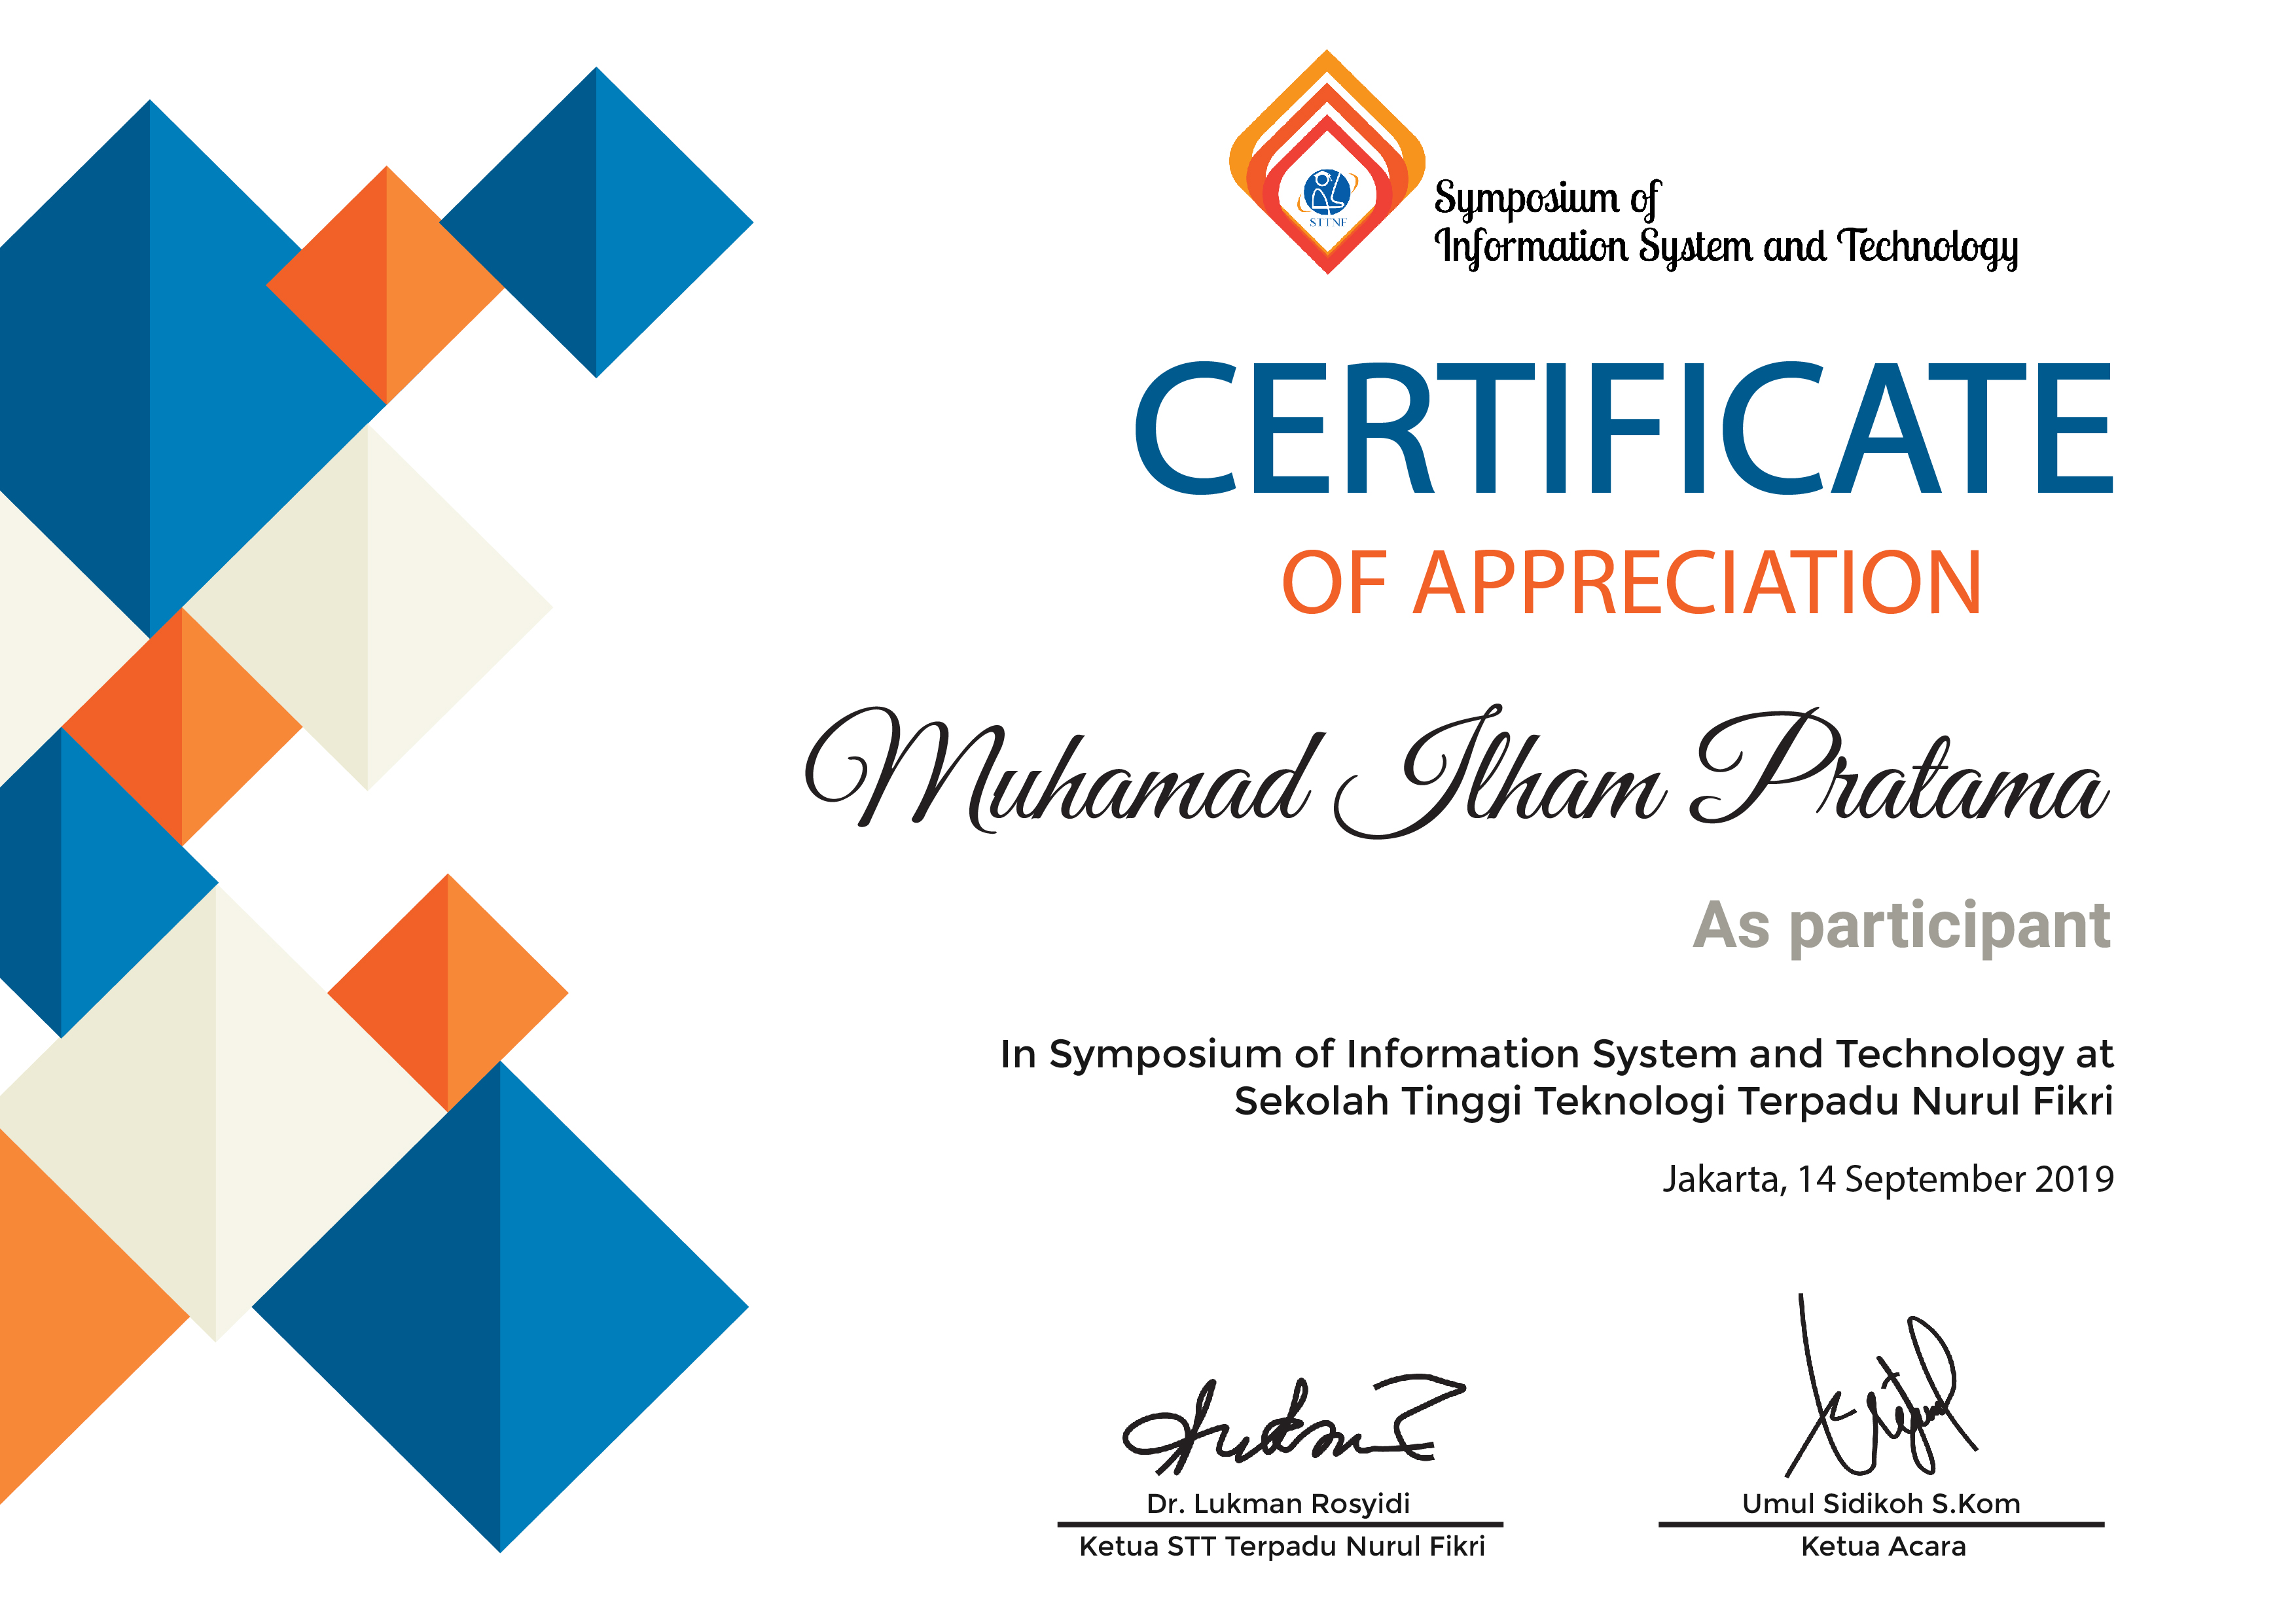 STTNF
Symposium of
Information System and Technology
CERTIFICATE
OF APPRECIATION
Muhamad Ilham Pratama
As participant
In Symposium of Information System and Technology at
Sekolah Tinggi Teknologi Terpadu Nurul Fikri
Jakarta, 14 September 2019
Dr. Lukman Rosyidi
Ketua STT Terpadu Nurul Fikri
Umul Sidikoh S.Kom
Ketua Acara